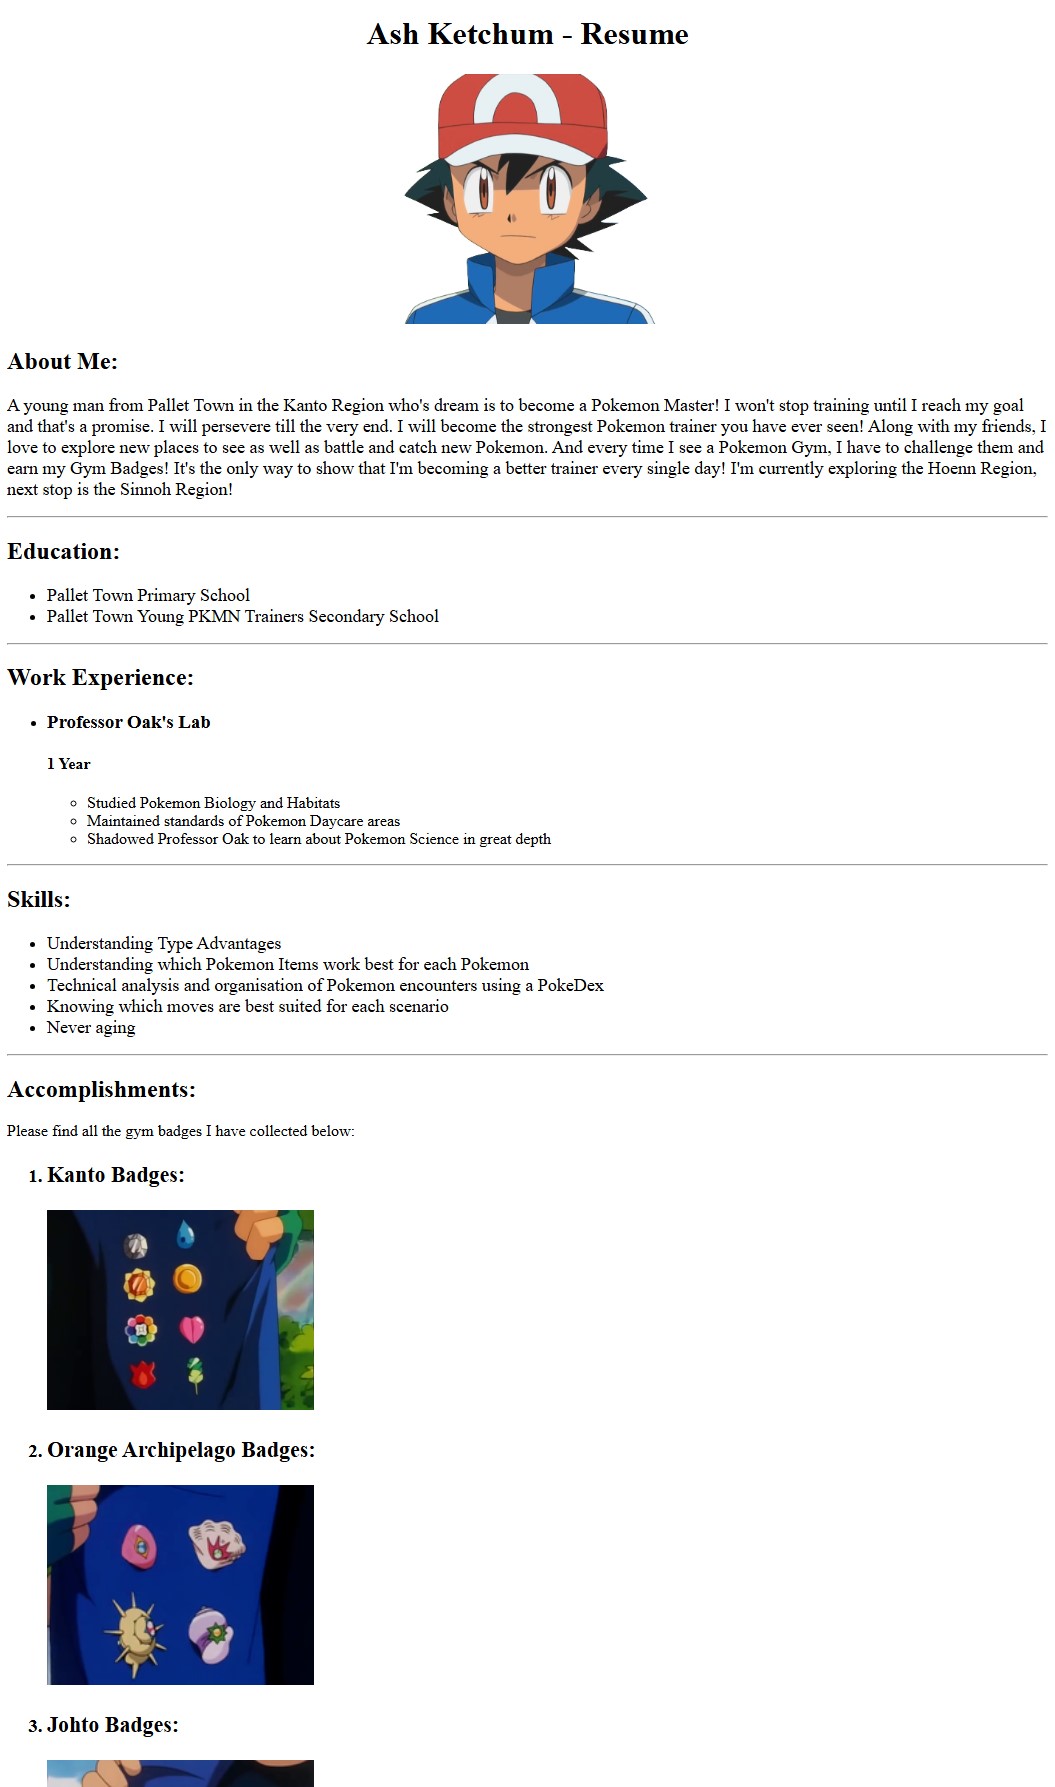 Ash Ketchum - Resume
About Me:
A young man from Pallet Town in the Kanto Region who's dream is to become a Pokemon Master! I won't stop training until I reach my goal
and that's a promise. I will persevere till the very end. I will become the strongest Pokemon trainer you have ever seen! Along with my friends, I
love to explore new places to see as well as battle and catch new Pokemon. And every time I see a Pokemon Gym, I have to challenge them and
earn my Gym Badges! It's the only way to show that I'm becoming a better trainer every single day! I'm currently exploring the Hoenn Region,
next stop is the Sinnoh Region!
Education:
• Pallet Town Primary School
• Pallet Town Young PKMN Trainers Secondary School
Work Experience:
• Professor Oak's Lab
1 Year
◦ Studied Pokemon Biology and Habitats
◦ Maintained standards of Pokemon Daycare areas
◦ Shadowed Professor Oak to learn about Pokemon Science in great depth
Skills:
• Understanding Type Advantages
• Understanding which Pokemon Items work best for each Pokemon
• Technical analysis and organisation of Pokemon encounters using a PokeDex
• Knowing which moves are best suited for each scenario
• Never aging
Accomplishments:
Please find all the gym badges I have collected below:
1. Kanto Badges:
2. Orange Archipelago Badges:
3. Johto Badges: